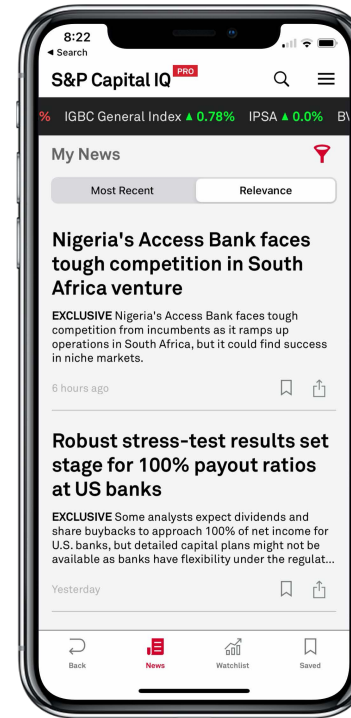 8:22
Search
S&P Capital IQ PRO
% IGBC General Index ▲ 0.78% IPSA ▲ 0.0% BV
My News
Most Recent Relevance
Nigeria's Access Bank faces
tough competition in South
Africa venture
EXCLUSIVE Nigeria's Access Bank faces tough
competition from incumbents as it ramps up
operations in South Africa, but it could find success
in niche markets.
6 hours ago
Robust stress-test results set
stage for 100% payout ratios
at US banks
EXCLUSIVE Some analysts expect dividends and
share buybacks to approach 100% of net income for
U.S. banks, but detailed capital plans might not be
available as banks have flexibility under the regulat...
Yesterday
Back News Watchlist Saved